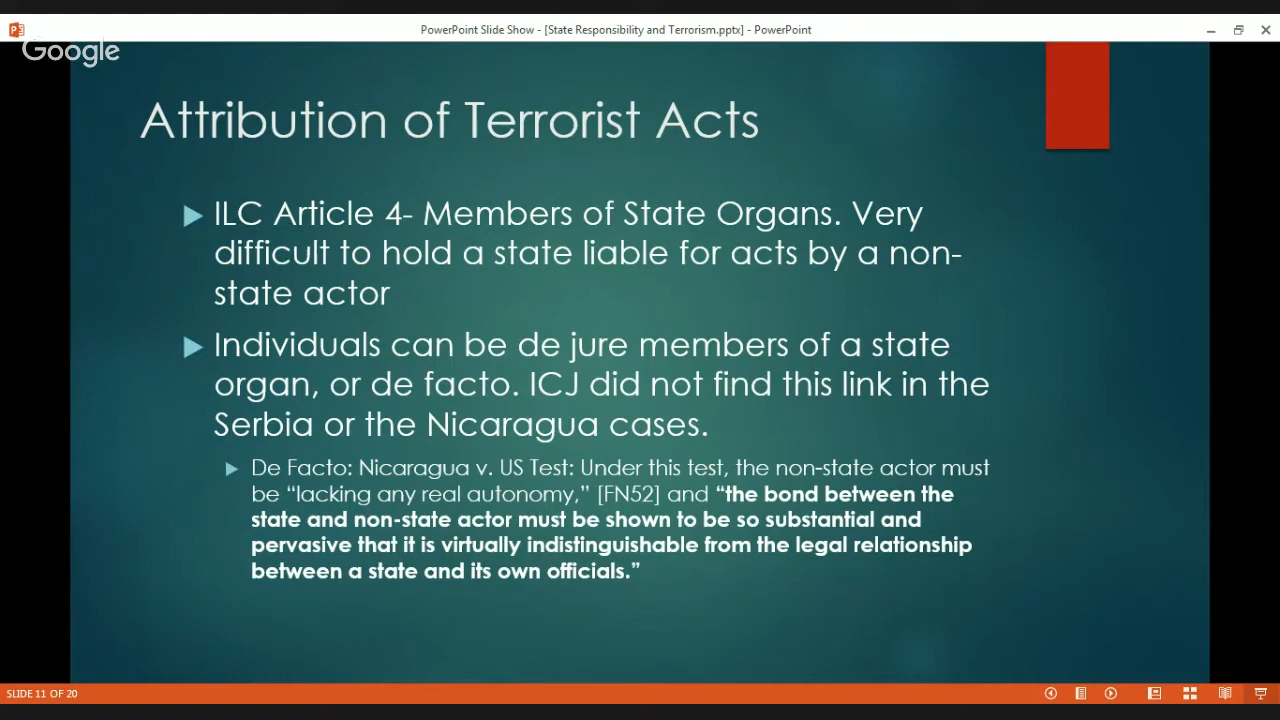 PowerPoint Slide Show - [State Responsibility and Terrorism.pptx] - PowerPoint
Google
Attribution of Terrorist Acts
ILC Article 4- Members of State Organs. Very
difficult to hold a state liable for acts by a non-
state actor
Individuals can be de jure members of a state
organ, or de facto. ICJ did not find this link in the
Serbia or the Nicaragua cases.
De Facto: Nicaragua v. US Test: Under this test, the non-state actor must
be “lacking any real autonomy,” [FN52] and “the bond between the
state and non-state actor must be shown to be so substantial and
pervasive that it is virtually indistinguishable from the legal relationship
between a state and its own officials.”
SLIDE 11 OF 20